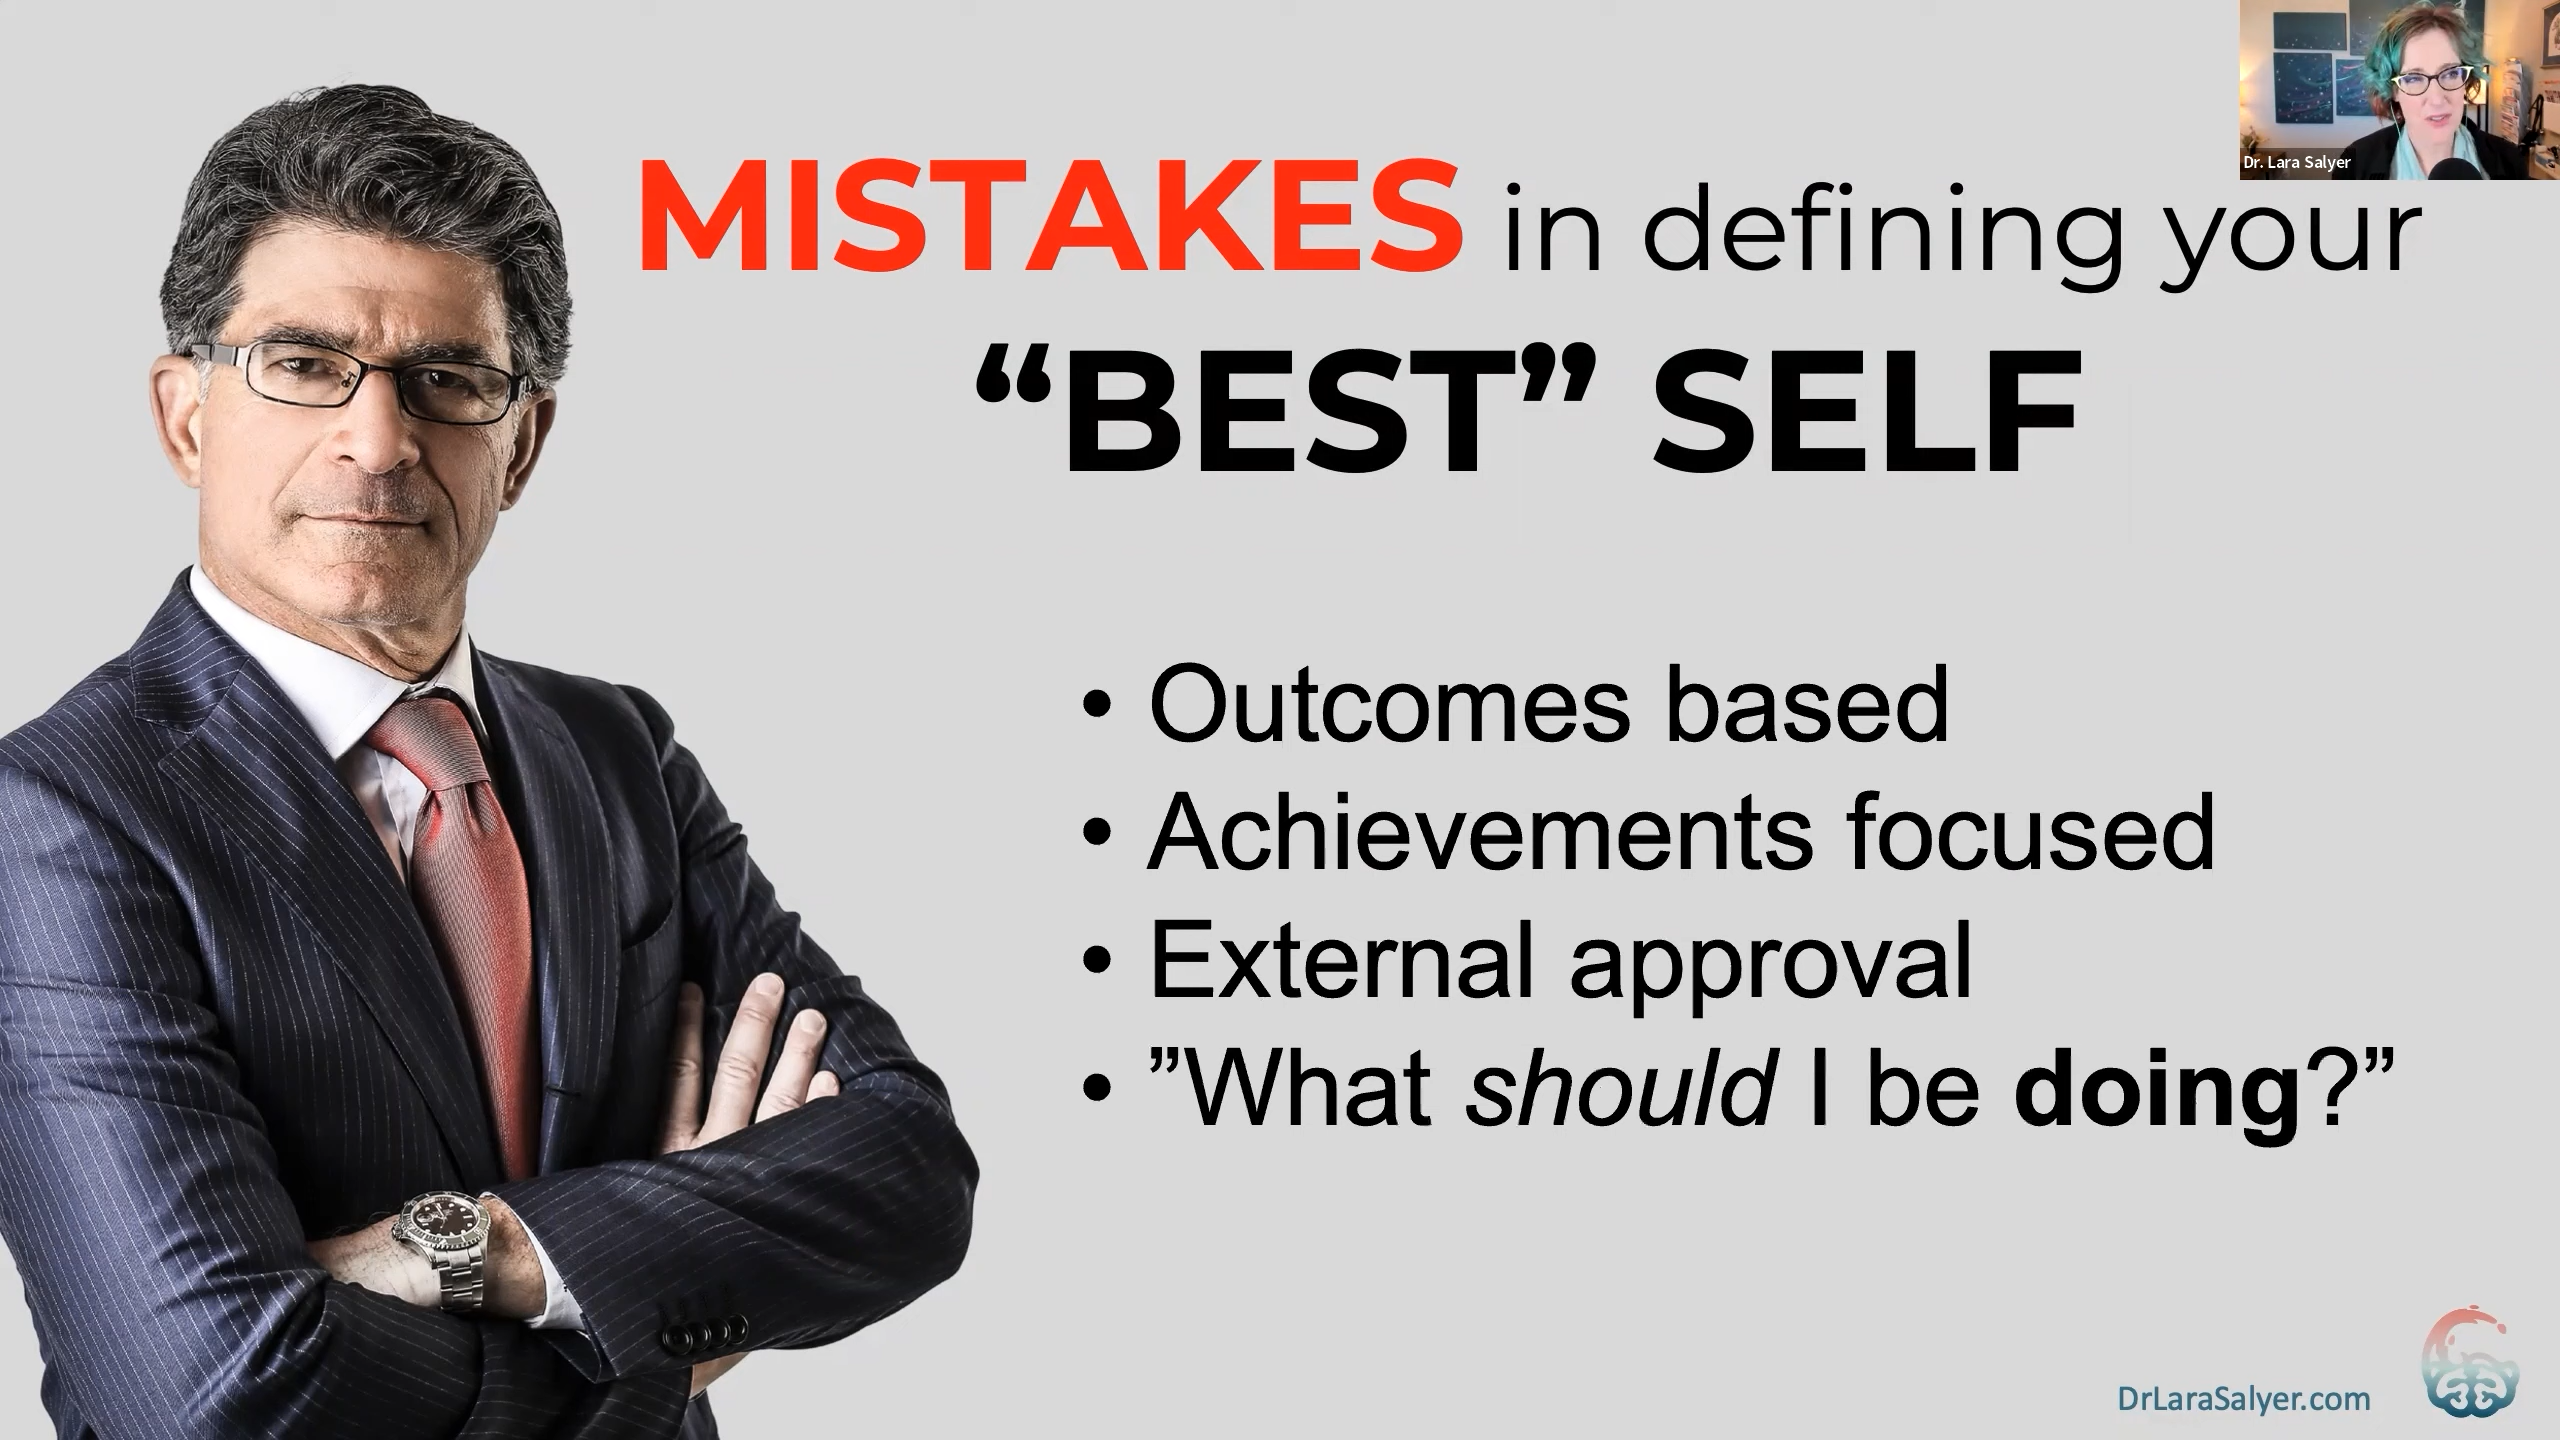 Dr. Lara Salyer
MISTAKES in defining your
“BEST” SELF
• Outcomes based
• Achievements focused
• External approval
• ”What should I be doing?”
DrLaraSalyer.com